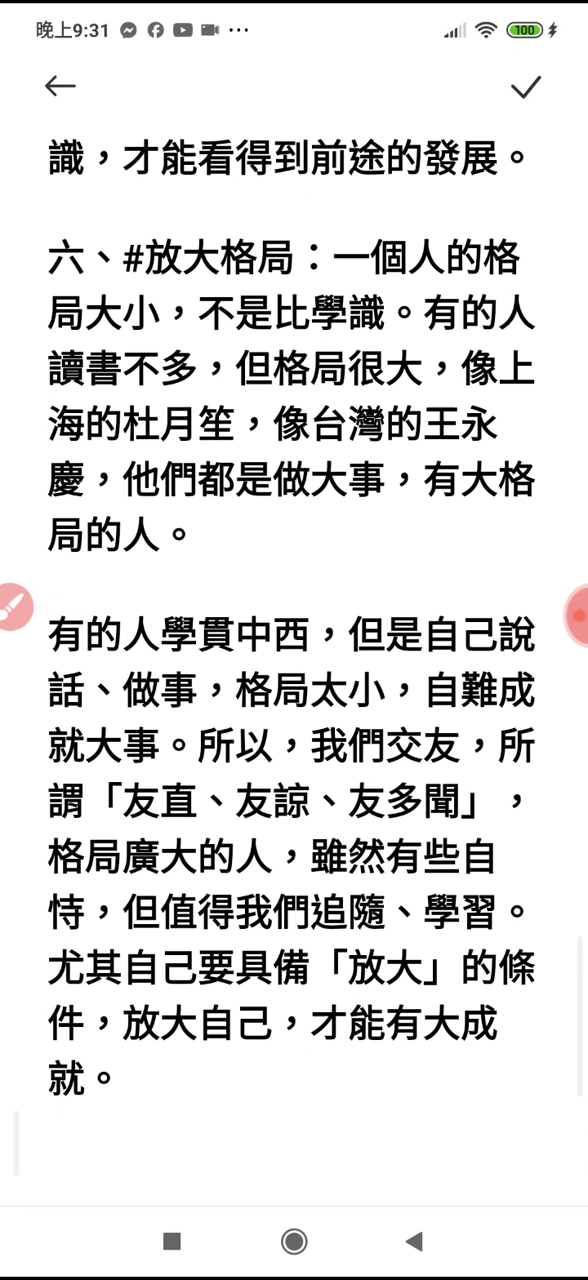 晚上9:31
100
識，才能看得到前途的發展。
六、#放大格局：一個人的格
局大小，不是比學識。有的人
讀書不多，但格局很大，像上
海的杜月笙，像台灣的王永
慶，他們都是做大事，有大格
局的人。
有的人學貫中西，但是自己說
話、做事，格局太小，自難成
就大事。所以，我們交友，所
謂「友直、友諒、友多聞」，
格局廣大的人，雖然有些自
恃，但值得我們追隨、學習。
尤其自己要具備「放大」的條
件，放大自己，才能有大成
就。